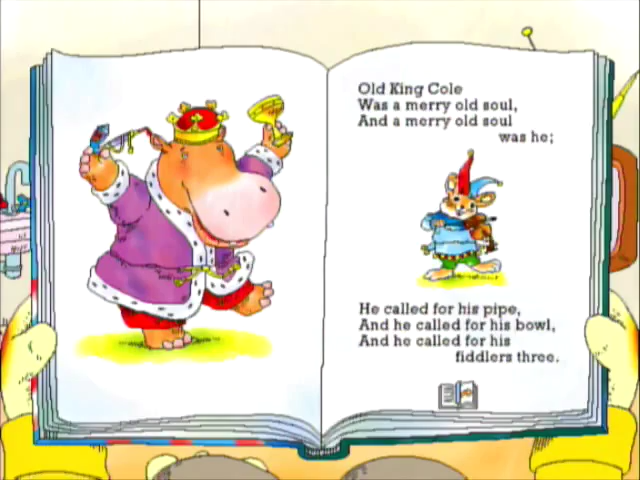 Old King Cole
Was a merry old soul,
And a merry old soul
was he;
He called for his pipe,
And he called for his bowl,
And he called for his
fiddlers three.